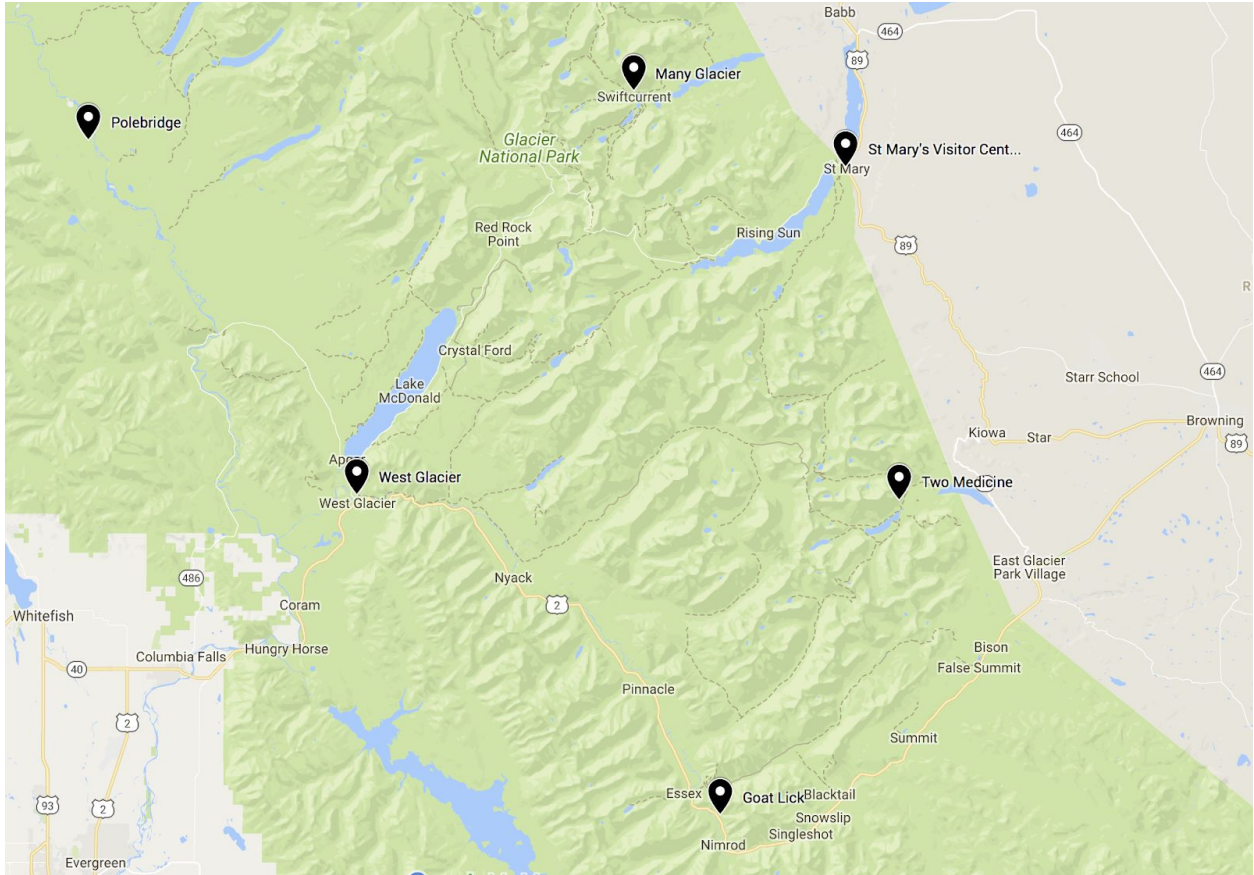 Babb
464
89
Many Glacier
Swiftcurrent
Polebridge
464
Glacier
National Park
St Mary's Visitor Cent...
St Mary
Red Rock
Point
Rising Sun
89
R
Crystal Ford
Lake
McDonald
Starr School
464
Browning
Kiowa
Star
89
Apgar
West Glacier
West Glacier
Two Medicine
East Glacier
Park Village
486
Nyack
2
Coram
Whitefish
Hungry Horse
Columbia Falls
40
Bison
False Summit
Pinnacle
2
Summit
Essex
Goat Lick
Blacktail
93
2
Snowslip
Singleshot
Nimrod
Evergreen